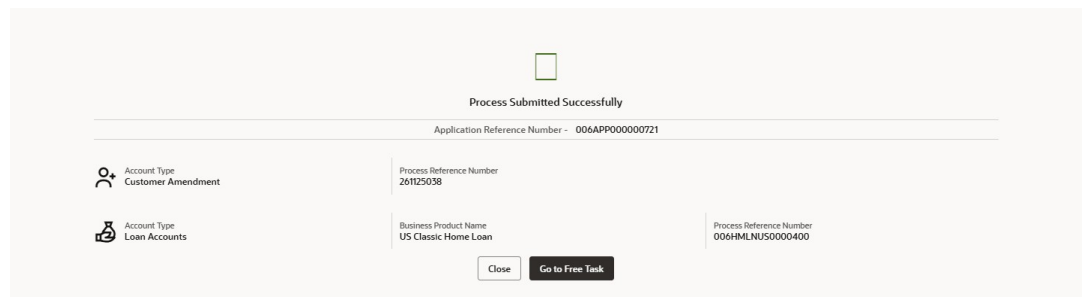 Process Submitted Successfully
Application Reference Number - 006APP000000721
Account Type
Customer Amendment
Process Reference Number
261125038
Account Type
Loan Accounts
Business Product Name
US Classic Home Loan
Process Reference Number
006HMLNUS0000400
Close
Go to Free Task